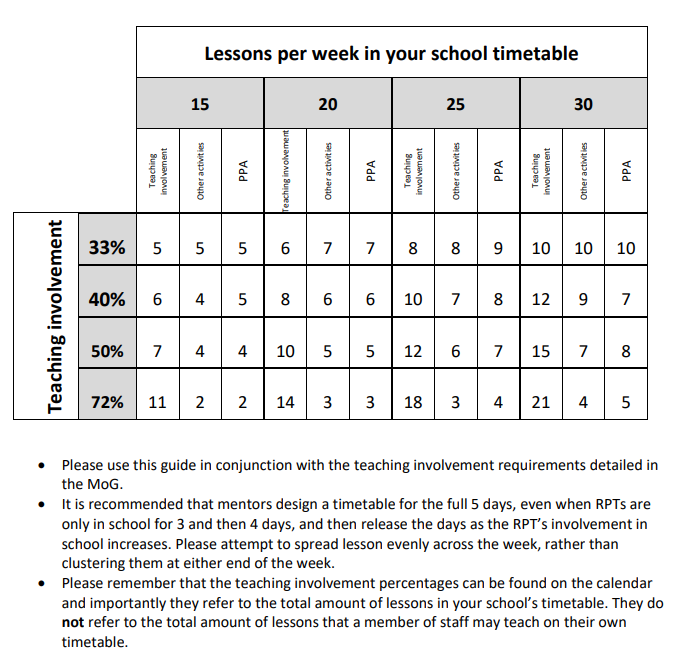 Lessons per week in your school timetable
15 20 25 30
Teaching involvement Other activities PPA Teaching involvement Other activities PPA Teaching involvement Other activities PPA Teaching involvement Other activities PPA
Teaching involvement
33% 5 5 5 6 7 7 8 8 9 10 10 10
40% 6 4 5 8 6 6 10 7 8 12 9 7
50% 7 4 4 10 5 5 12 6 7 15 7 8
72% 11 2 2 14 3 3 18 3 4 21 4 5
• Please use this guide in conjunction with the teaching involvement requirements detailed in
the MoG.
• It is recommended that mentors design a timetable for the full 5 days, even when RPTs are
only in school for 3 and then 4 days, and then release the days as the RPT’s involvement in
school increases. Please attempt to spread lesson evenly across the week, rather than
clustering them at either end of the week.
• Please remember that the teaching involvement percentages can be found on the calendar
and importantly they refer to the total amount of lessons in your school’s timetable. They do
not refer to the total amount of lessons that a member of staff may teach on their own
timetable.